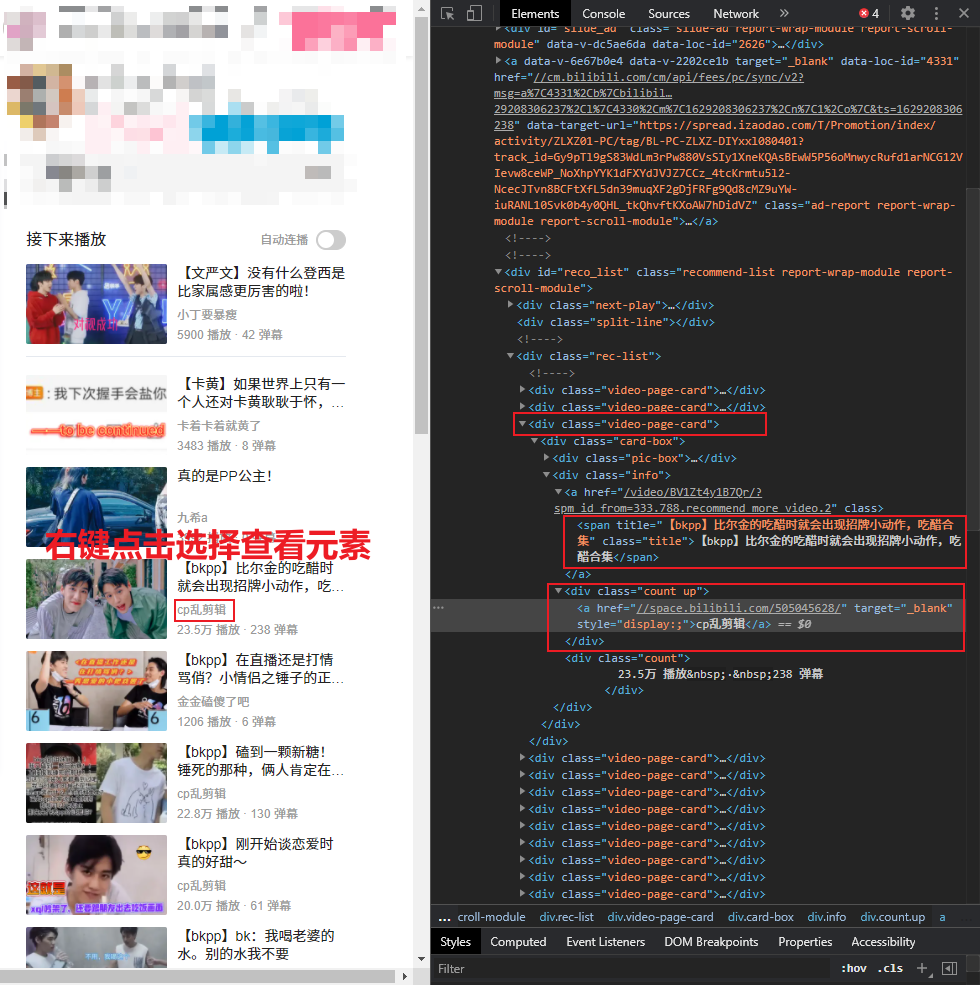 接下来播放
自动连播
【文严文】没有什么登西是
比家属感更厉害的啦！
小丁要暴瘦
5900 播放 · 42 弹幕
：我下次握手会盐你
——to be continued
【卡黄】如果世界上只有一
个人还对卡黄耿耿于怀，...
卡着卡着就黄了
3483 播放 · 8 弹幕
真的是PP公主！
九希a
右键点击选择查看元素
【bkpp】比尔金的吃醋时
就会出现招牌小动作，吃...
cp乱剪辑
23.5万 播放 · 238 弹幕
【bkpp】在直播还是打情
骂俏？小情侣之锤子的正...
金金磕傻了吧
1206 播放 · 6 弹幕
【bkpp】磕到一颗新糖！
锤死的那种，俩人肯定在...
cp乱剪辑
22.8万 播放 · 130 弹幕
【bkpp】刚开始谈恋爱时
真的好甜～
cp乱剪辑
20.0万 播放 · 61 弹幕
【bkpp】bk：我喝老婆的
水。别的水我不要
Elements Console Sources Network » 4
<div id="slide_ad" class="slide-ad report-wrap-module report-scroll-
module" data-v-dc5ae6da data-loc-id="2626">…</div>
<a data-v-6e67b0e4 data-v-2202ce1b target="_blank" data-loc-id="4331"
href="//cm.bilibili.com/cm/api/fees/pc/sync/v2?
msg=a%7C4331%2Cb%7Cbilibi1…
29208306237%2Cl%7C4330%2Cm%7C1629208306237%2Cn%7C1%2Co%7C&ts=1629208306
238" data-target-url="https://spread.izaodao.com/T/Promotion/index/
activity/ZLXZ01-PC/tag/BL-PC-ZLXZ-DIYxxl080401?
track_id=Gy9pTl9gS83WdLm3rPw880VsSIy1XneKQAsBEwW5P56oMnwycRufd1arNCG12V
Ievw8ceWP_NoXhpYYK1dFXYdJVJZ7CCz_4tcKrmtu5l2-
NcecJTvn8BCFtXfL5dn39muqXF2gDjFRFg9Qd8cMZ9uYW-
iuRANL10Svk0b4y0QHL_tkQhvftKXoAW7hDidVZ" class="ad-report report-wrap-
module report-scroll-module">…</a>
<!---->
<!---->
<div id="reco_list" class="recommend-list report-wrap-module report-
scroll-module">
<div class="next-play">…</div>
<div class="split-line"></div>
<!---->
<div class="rec-list">
<!---->
<div class="video-page-card">…</div>
<div class="video-page-card">…</div>
<div class="video-page-card">
<div class="card-box">
<div class="pic-box">…</div>
<div class="info">
<a href="/video/BV1Zt4y1B7Qr/?
spm_id_from=333.788.recommend_more_video.2" class>
<span title="【bkpp】比尔金的吃醋时就会出现招牌小动作，吃醋合
集" class="title">【bkpp】比尔金的吃醋时就会出现招牌小动作，吃
醋合集</span>
</a>
<div class="count up">
<a href="//space.bilibili.com/505045628/" target="_blank"
style="display:;">cp乱剪辑</a> == $0
</div>
<div class="count">
23.5万 播放&nbsp;·&nbsp;238 弹幕
</div>
</div>
</div>
</div>
<div class="video-page-card">…</div>
<div class="video-page-card">…</div>
<div class="video-page-card">…</div>
<div class="video-page-card">…</div>
<div class="video-page-card">…</div>
<div class="video-page-card">…</div>
<div class="video-page-card">…</div>
<div class="video-page-card">…</div>
<div class="video-page-card">…</div>
... croll-module div.rec-list div.video-page-card div.card-box div.info div.count.up a
Styles Computed Event Listeners DOM Breakpoints Properties Accessibility
Filter :hov .cls +